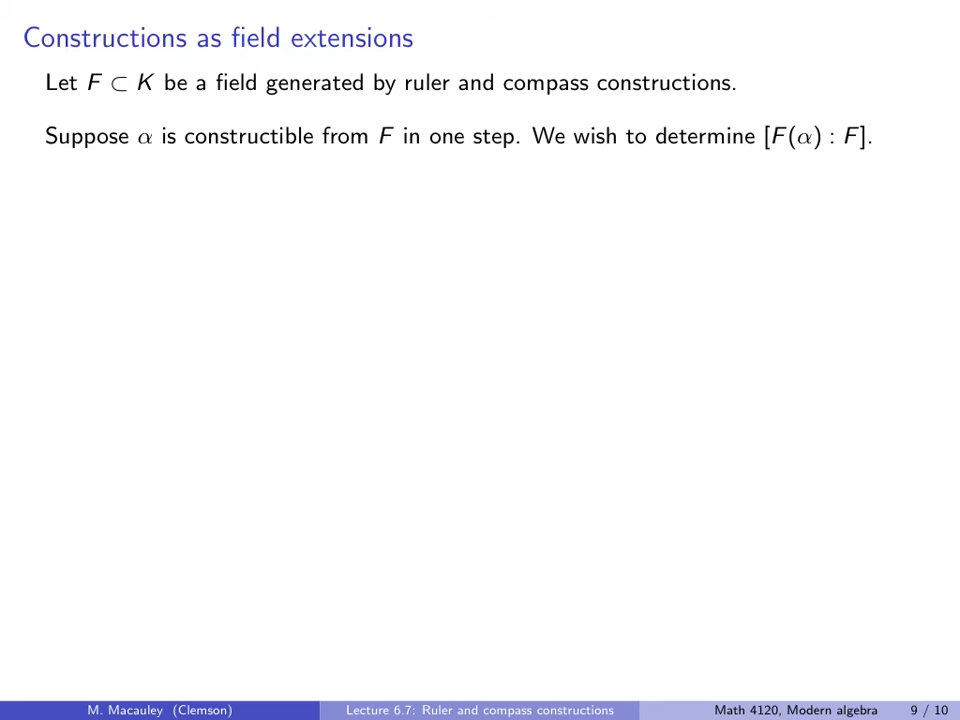 Constructions as field extensions
Let F ⊂ K be a field generated by ruler and compass constructions.
Suppose α is constructible from F in one step. We wish to determine [F(α) : F].
M. Macauley (Clemson)
Lecture 6.7: Ruler and compass constructions
Math 4120, Modern algebra
9 / 10